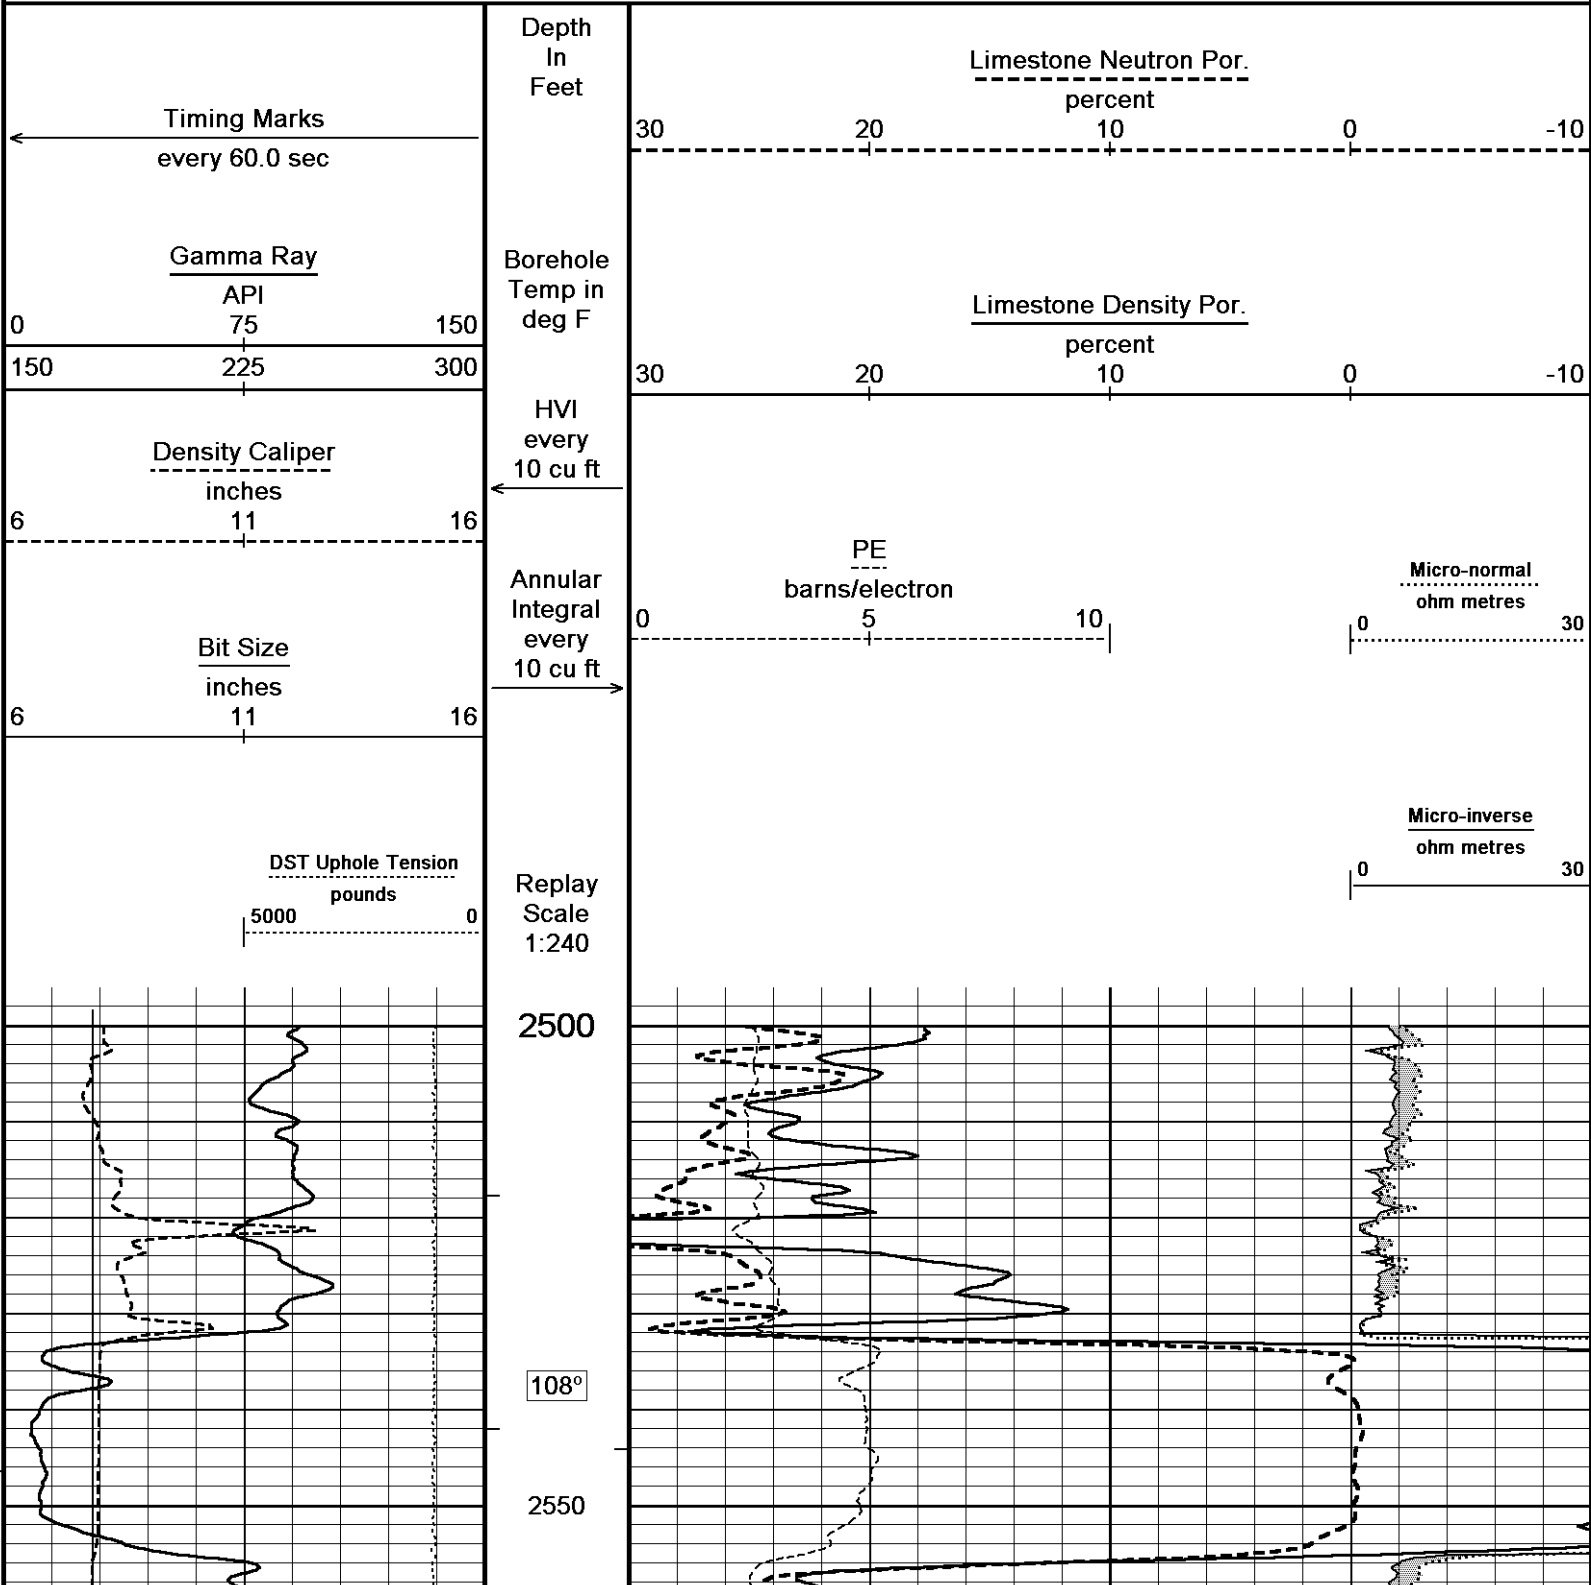 Timing Marks
every 60.0 sec
Gamma Ray
API
0 75 150
150 225 300
Density Caliper
inches
6 11 16
Bit Size
inches
6 11 16
DST Uphole Tension
pounds
5000 0
Depth
In
Feet
Borehole
Temp in
deg F
HVI
every
10 cu ft
Annular
Integral
every
10 cu ft
Replay
Scale
1:240
2500
108º
2550
Limestone Neutron Por.
percent
30 20 10 0 -10
Limestone Density Por.
percent
30 20 10 0 -10
PE
barns/electron
0 5 10
Micro-normal
ohm metres
0 30
Micro-inverse
ohm metres
0 30